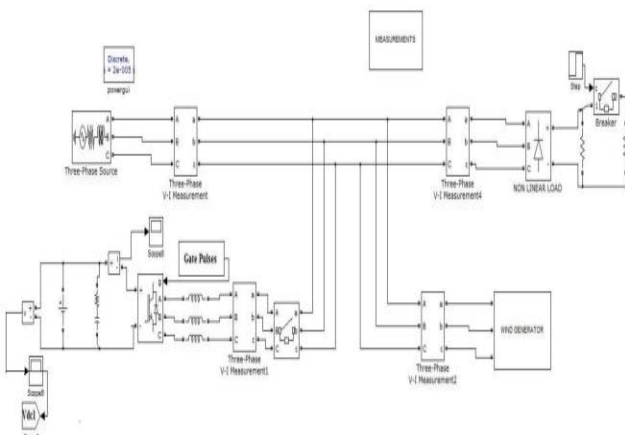 MEASUREMENTS
Discrete,
s = 2e-005 s
powergui
Step
Breaker
A
B
C
Three-Phase Source
A a
B b
C c
Three-Phase
V-I Measurement
A a
B b
C c
Three-Phase
V-I Measurement4
A
B
C
+
-
NON LINEAR LOAD
Scope8
Gate Pulses
g
A
B
C
+
-
A a
B b
C c
Three-Phase
V-I Measurement1
A a
B b
C c
Three-Phase
V-I Measurement2
WIND GENERATOR
Scope9
Vdc1